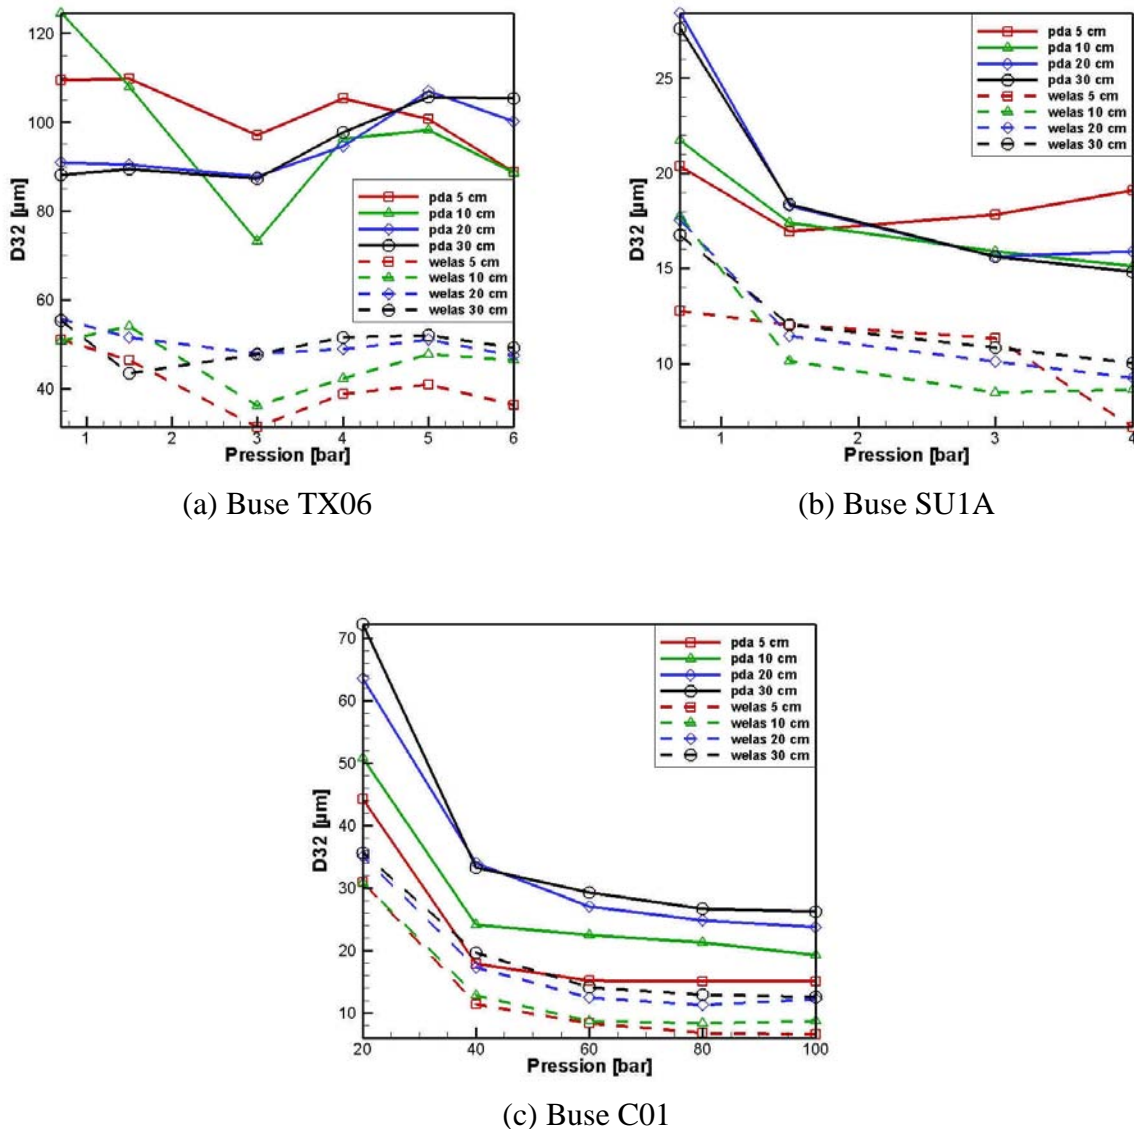 120
100
80
60
40
D32 [µm]
pda 5 cm
pda 10 cm
pda 20 cm
pda 30 cm
welas 5 cm
welas 10 cm
welas 20 cm
welas 30 cm
1 2 3 4 5 6
Pression [bar]
(a) Buse TX06
25
20
15
10
D32 [µm]
pda 5 cm
pda 10 cm
pda 20 cm
pda 30 cm
welas 5 cm
welas 10 cm
welas 20 cm
welas 30 cm
1 2 3 4
Pression [bar]
(b) Buse SU1A
70
60
50
40
30
20
10
D32 [µm]
pda 5 cm
pda 10 cm
pda 20 cm
pda 30 cm
welas 5 cm
welas 10 cm
welas 20 cm
welas 30 cm
20 40 60 80 100
Pression [bar]
(c) Buse C01